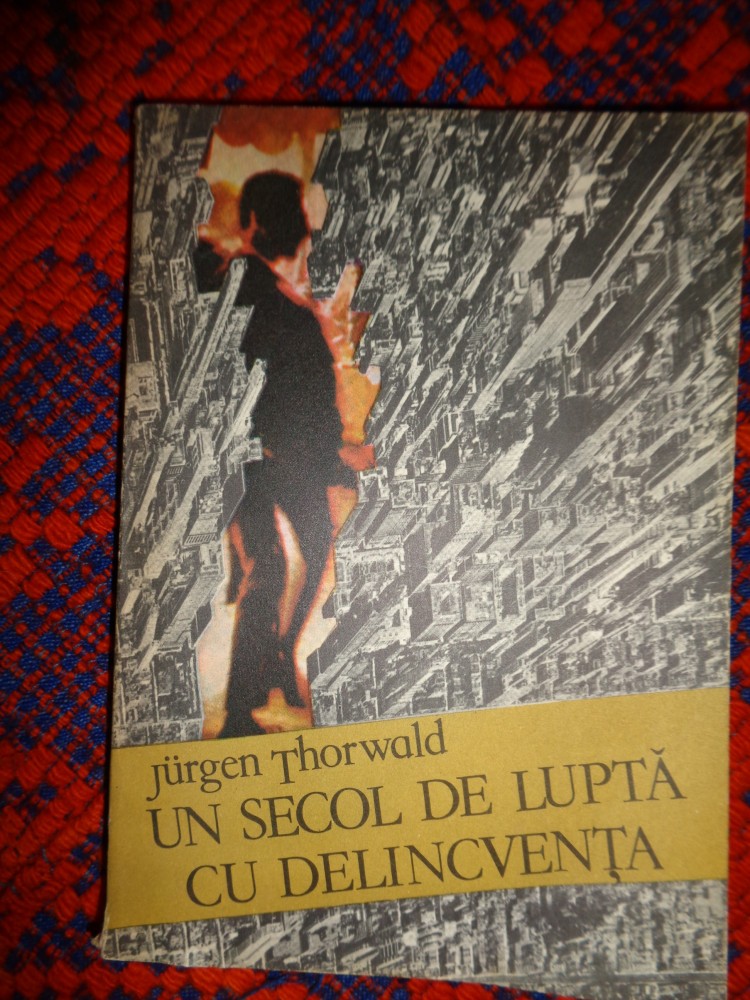 Jürgen Thorwald
UN SECOL DE LUPTĂ
CU DELINCVENȚA